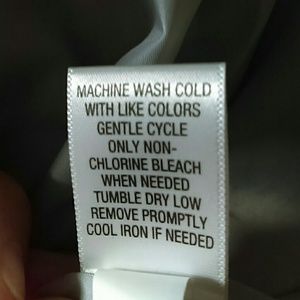 MACHINE WASH COLD
WITH LIKE COLORS
GENTLE CYCLE
ONLY NON-
CHLORINE BLEACH
WHEN NEEDED
TUMBLE DRY LOW
REMOVE PROMPTLY
COOL IRON IF NEEDED